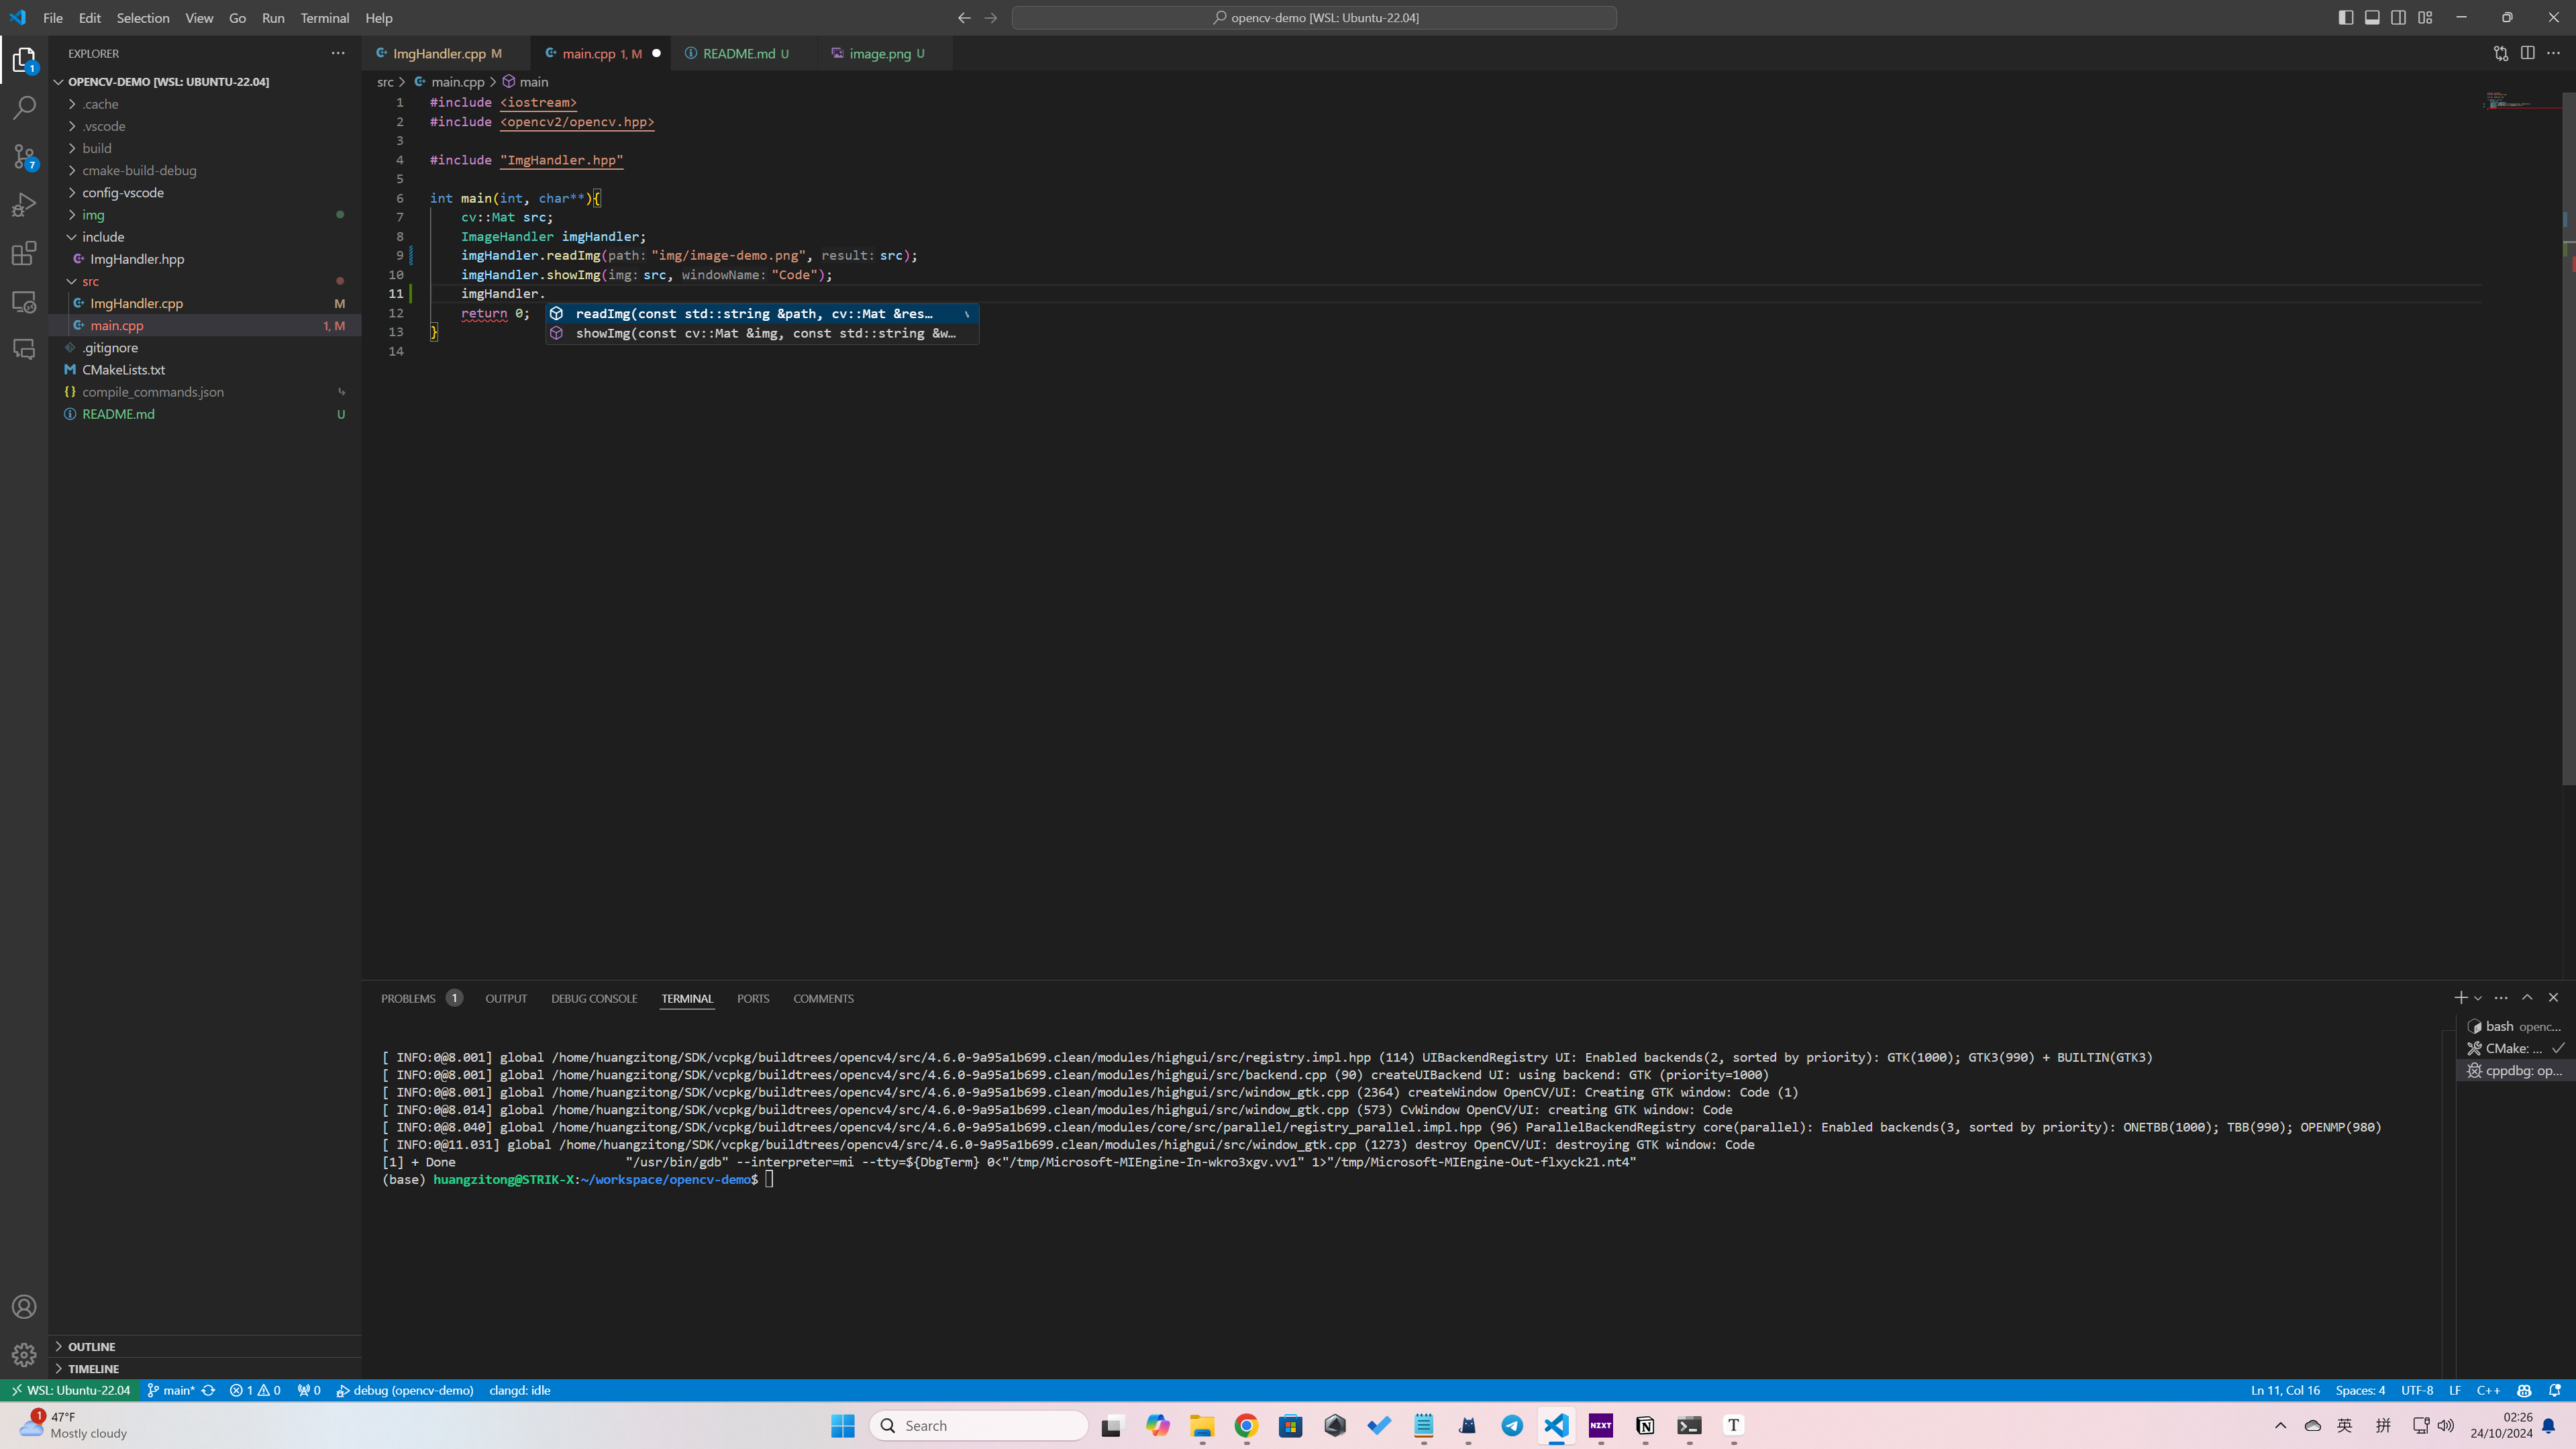 File Edit Selection View Go Run Terminal Help
opencv-demo [WSL: Ubuntu-22.04]
EXPLORER
OPENCV-DEMO [WSL: UBUNTU-22.04]
.cache
.vscode
build
cmake-build-debug
config-vscode
img
include
ImgHandler.hpp
src
ImgHandler.cpp M
main.cpp 1, M
.gitignore
CMakeLists.txt
compile_commands.json
README.md U
OUTLINE
TIMELINE
1
7
ImgHandler.cpp M main.cpp 1, M README.md U image.png U
src > main.cpp > main
1 #include <iostream>
2 #include <opencv2/opencv.hpp>
3
4 #include "ImgHandler.hpp"
5
6 int main(int, char**){
7 cv::Mat src;
8 ImageHandler imgHandler;
9 imgHandler.readImg(path: "img/image-demo.png", result: src);
10 imgHandler.showImg(img: src, windowName: "Code");
11 imgHandler.
12 return 0;
13 }
14
readImg(const std::string &path, cv::Mat &res…
showImg(const cv::Mat &img, const std::string &w…
PROBLEMS 1 OUTPUT DEBUG CONSOLE TERMINAL PORTS COMMENTS
[ INFO:0@8.001] global /home/huangzitong/SDK/vcpkg/buildtrees/opencv4/src/4.6.0-9a95a1b699.clean/modules/highgui/src/registry.impl.hpp (114) UIBackendRegistry UI: Enabled backends(2, sorted by priority): GTK(1000); GTK3(990) + BUILTIN(GTK3)
[ INFO:0@8.001] global /home/huangzitong/SDK/vcpkg/buildtrees/opencv4/src/4.6.0-9a95a1b699.clean/modules/highgui/src/backend.cpp (90) createUIBackend UI: using backend: GTK (priority=1000)
[ INFO:0@8.001] global /home/huangzitong/SDK/vcpkg/buildtrees/opencv4/src/4.6.0-9a95a1b699.clean/modules/highgui/src/window_gtk.cpp (2364) createWindow OpenCV/UI: Creating GTK window: Code (1)
[ INFO:0@8.014] global /home/huangzitong/SDK/vcpkg/buildtrees/opencv4/src/4.6.0-9a95a1b699.clean/modules/highgui/src/window_gtk.cpp (573) CvWindow OpenCV/UI: creating GTK window: Code
[ INFO:0@8.040] global /home/huangzitong/SDK/vcpkg/buildtrees/opencv4/src/4.6.0-9a95a1b699.clean/modules/core/src/parallel/registry_parallel.impl.hpp (96) ParallelBackendRegistry core(parallel): Enabled backends(3, sorted by priority): ONETBB(1000); TBB(990); OPENMP(980)
[ INFO:0@11.031] global /home/huangzitong/SDK/vcpkg/buildtrees/opencv4/src/4.6.0-9a95a1b699.clean/modules/highgui/src/window_gtk.cpp (1273) destroy OpenCV/UI: destroying GTK window: Code
[1] + Done "/usr/bin/gdb" --interpreter=mi --tty=${DbgTerm} 0<"/tmp/Microsoft-MIEngine-In-wkro3xgv.vv1" 1>"/tmp/Microsoft-MIEngine-Out-flxyck21.nt4"
(base) huangzitong@STRIK-X:~/workspace/opencv-demo$
bash openc…
CMake: …
cppdbg: op…
WSL: Ubuntu-22.04 main* 1 0 0 debug (opencv-demo) clangd: idle Ln 11, Col 16 Spaces: 4 UTF-8 LF C++
1 47°F
Mostly cloudy
Search
NZXT
T
英 拼
02:26
24/10/2024